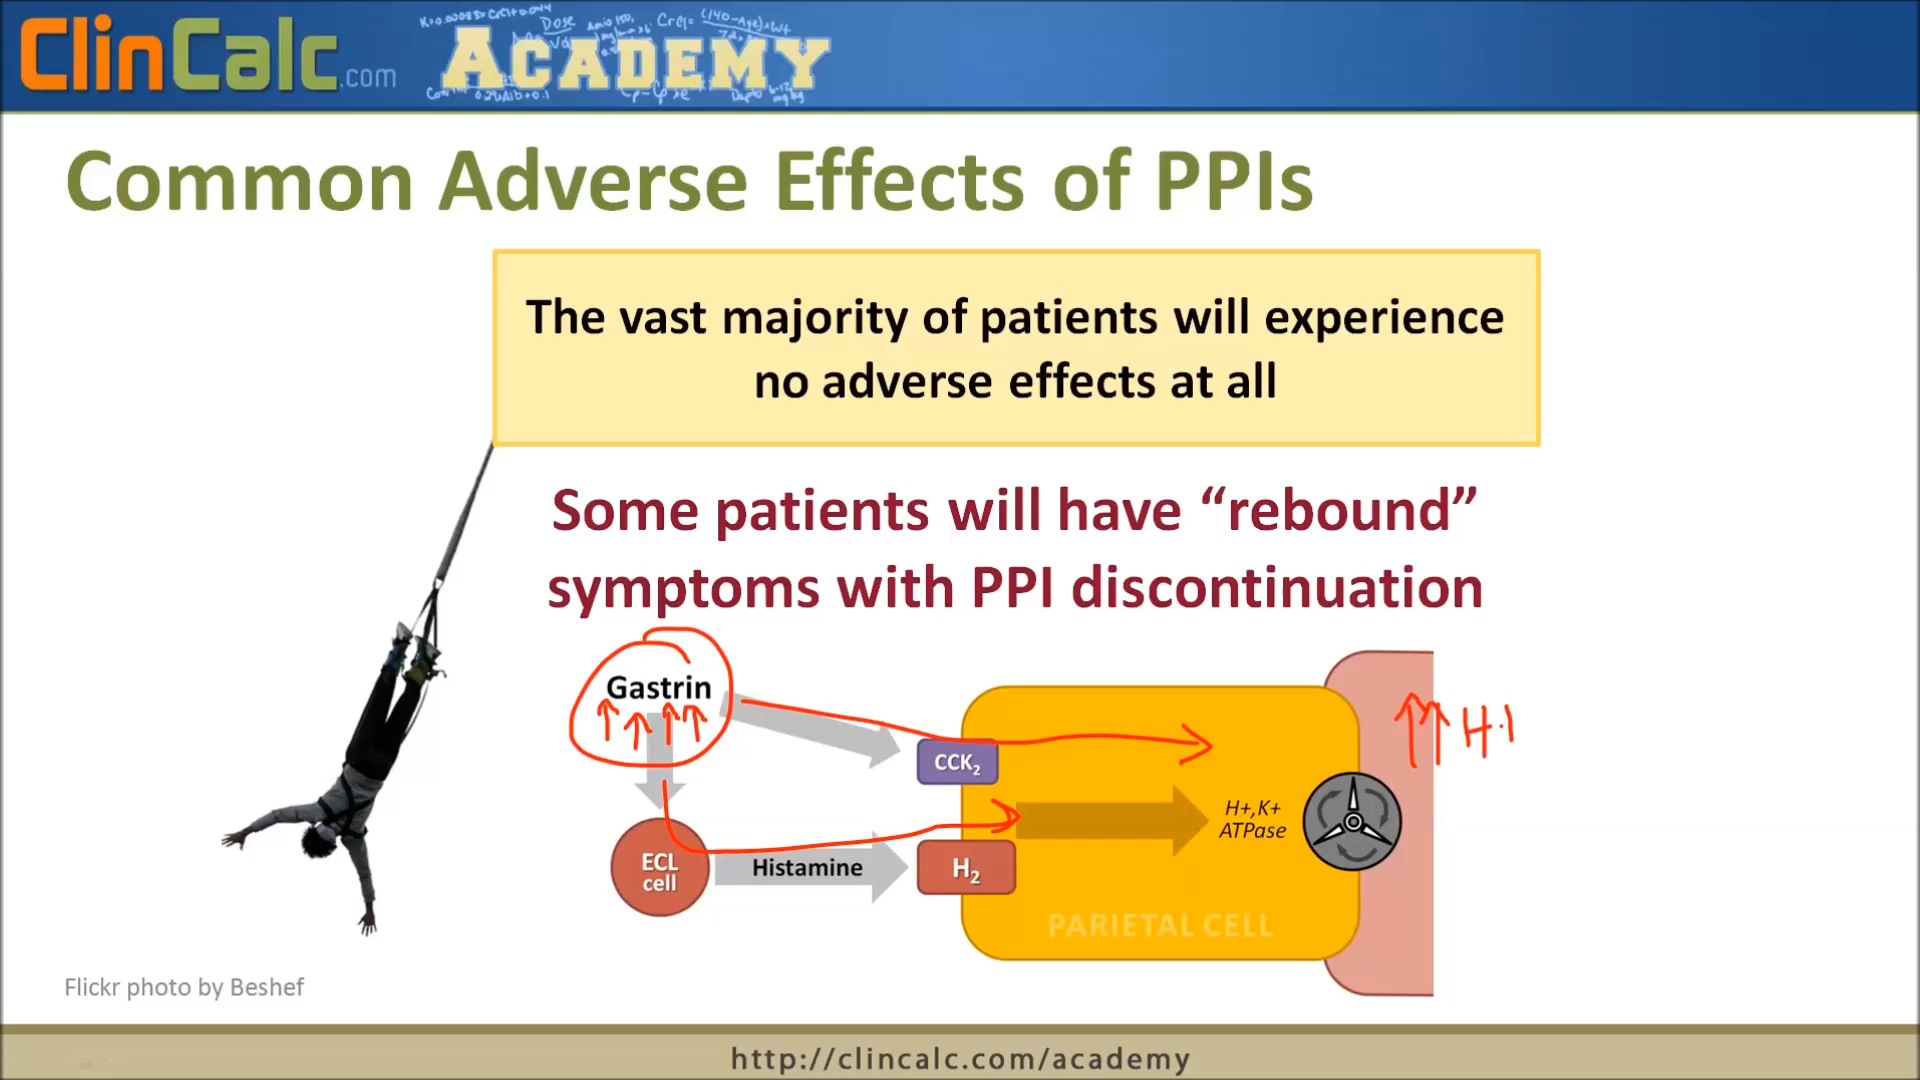 ClinCalc.com ACADEMY
Common Adverse Effects of PPIs
The vast majority of patients will experience
no adverse effects at all
Some patients will have “rebound”
symptoms with PPI discontinuation
Gastrin
CCK₂
H+,K+
ATPase
ECL
cell
Histamine
H₂
PARIETAL CELL
Flickr photo by Beshef
http://clincalc.com/academy